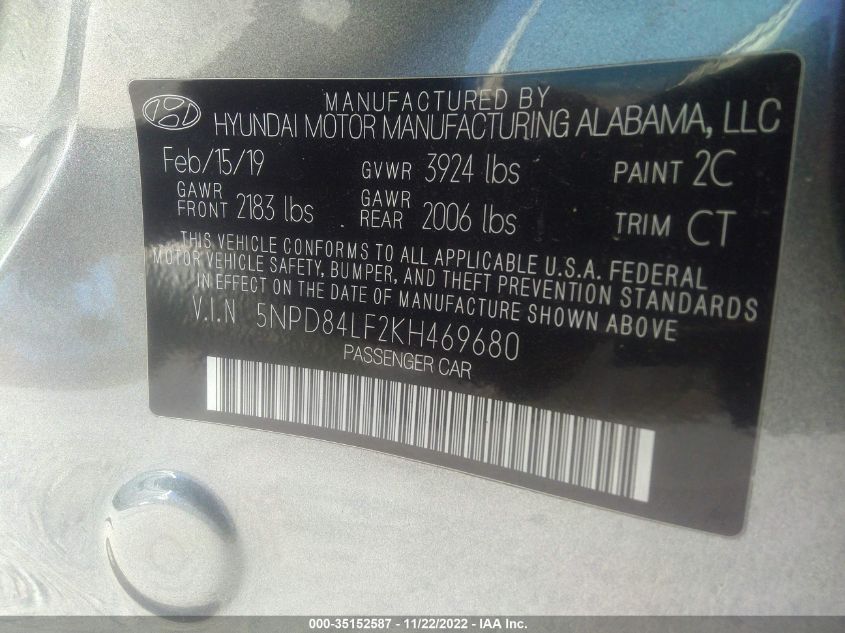 MANUFACTURED BY
HYUNDAI MOTOR MANUFACTURING ALABAMA, LLC
Feb/15/19 GVWR 3924 lbs PAINT 2C
GAWR FRONT 2183 lbs GAWR REAR 2006 lbs TRIM CT
THIS VEHICLE CONFORMS TO ALL APPLICABLE U.S.A. FEDERAL
MOTOR VEHICLE SAFETY, BUMPER, AND THEFT PREVENTION STANDARDS
IN EFFECT ON THE DATE OF MANUFACTURE SHOWN ABOVE
V.I.N 5NPD84LF2KH469680
PASSENGER CAR
000-35152587 - 11/22/2022 - IAA Inc.